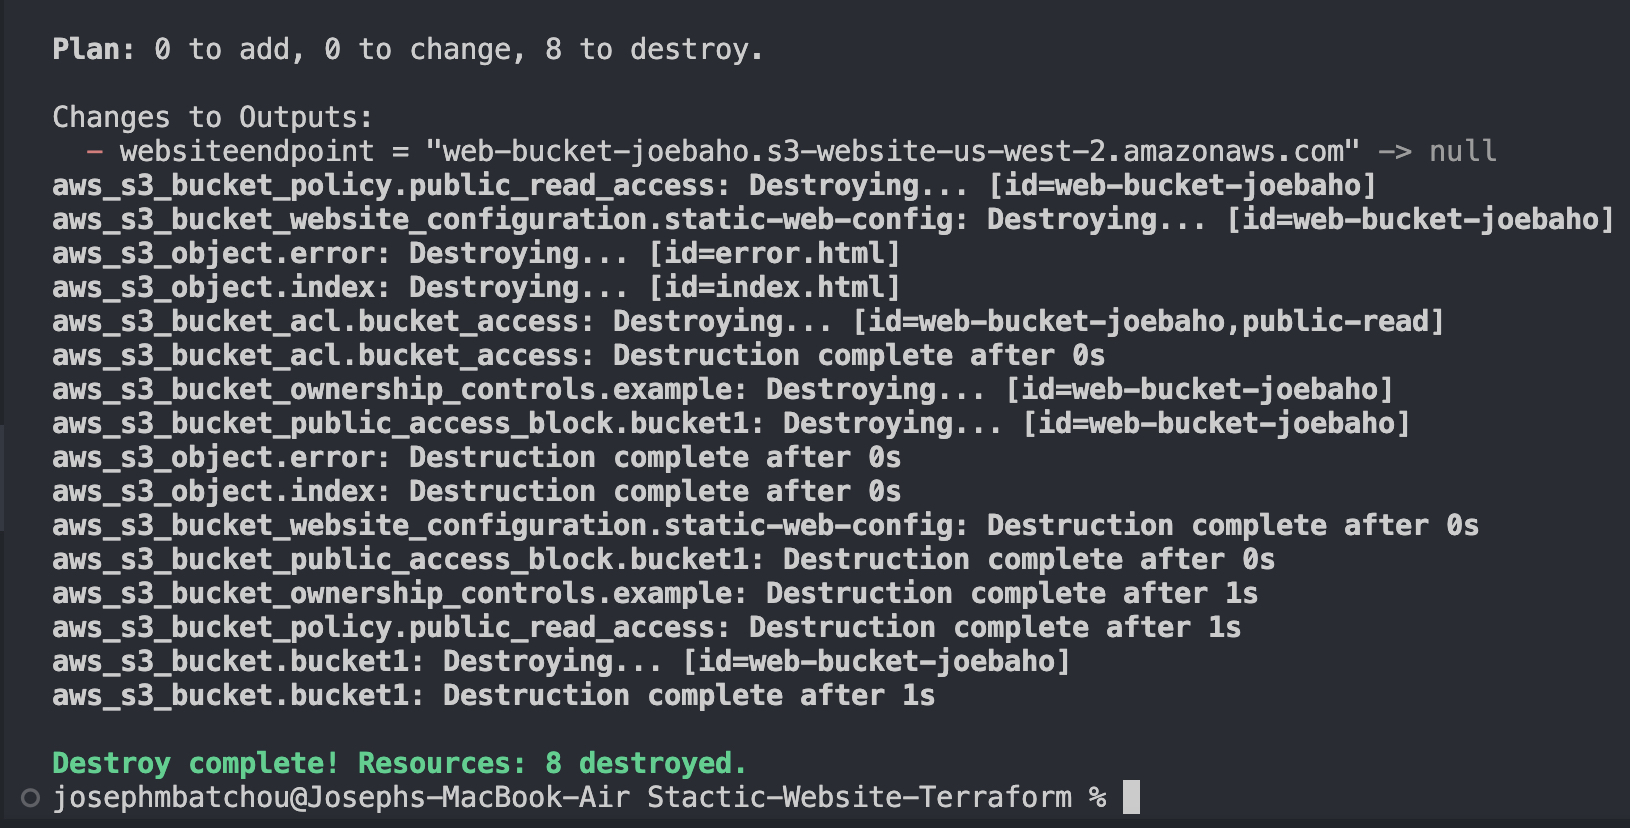 Plan: 0 to add, 0 to change, 8 to destroy.
Changes to Outputs:
- websiteendpoint = "web-bucket-joebaho.s3-website-us-west-2.amazonaws.com" -> null
aws_s3_bucket_policy.public_read_access: Destroying... [id=web-bucket-joebaho]
aws_s3_bucket_website_configuration.static-web-config: Destroying... [id=web-bucket-joebaho]
aws_s3_object.error: Destroying... [id=error.html]
aws_s3_object.index: Destroying... [id=index.html]
aws_s3_bucket_acl.bucket_access: Destroying... [id=web-bucket-joebaho,public-read]
aws_s3_bucket_acl.bucket_access: Destruction complete after 0s
aws_s3_bucket_ownership_controls.example: Destroying... [id=web-bucket-joebaho]
aws_s3_bucket_public_access_block.bucket1: Destroying... [id=web-bucket-joebaho]
aws_s3_object.error: Destruction complete after 0s
aws_s3_object.index: Destruction complete after 0s
aws_s3_bucket_website_configuration.static-web-config: Destruction complete after 0s
aws_s3_bucket_public_access_block.bucket1: Destruction complete after 0s
aws_s3_bucket_ownership_controls.example: Destruction complete after 1s
aws_s3_bucket_policy.public_read_access: Destruction complete after 1s
aws_s3_bucket.bucket1: Destroying... [id=web-bucket-joebaho]
aws_s3_bucket.bucket1: Destruction complete after 1s
Destroy complete! Resources: 8 destroyed.
josephmbatchou@Josephs-MacBook-Air Stactic-Website-Terraform %